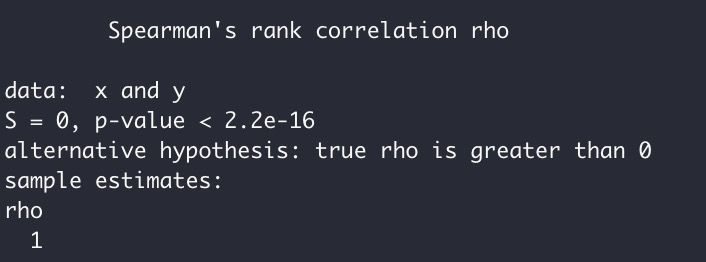 Spearman's rank correlation rho
data:  x and y
S = 0, p-value < 2.2e-16
alternative hypothesis: true rho is greater than 0
sample estimates:
rho
  1